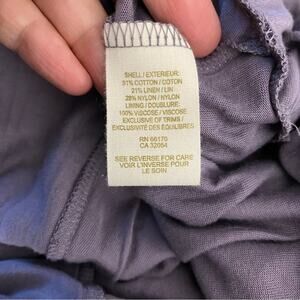 SHELL / EXTERIEUR:
51% COTTON / COTON
21% LINEN / LIN
28% NYLON / NYLON
LINING / DOUBLURE:
100% VISCOSE / VISCOSE
EXCLUSIVE OF TRIMS /
EXCLUSIVITÉ DES ÉQUILIBRES
RN 66170
CA 32054
SEE REVERSE FOR CARE
VOIR L'INVERSE POUR
LE SOIN